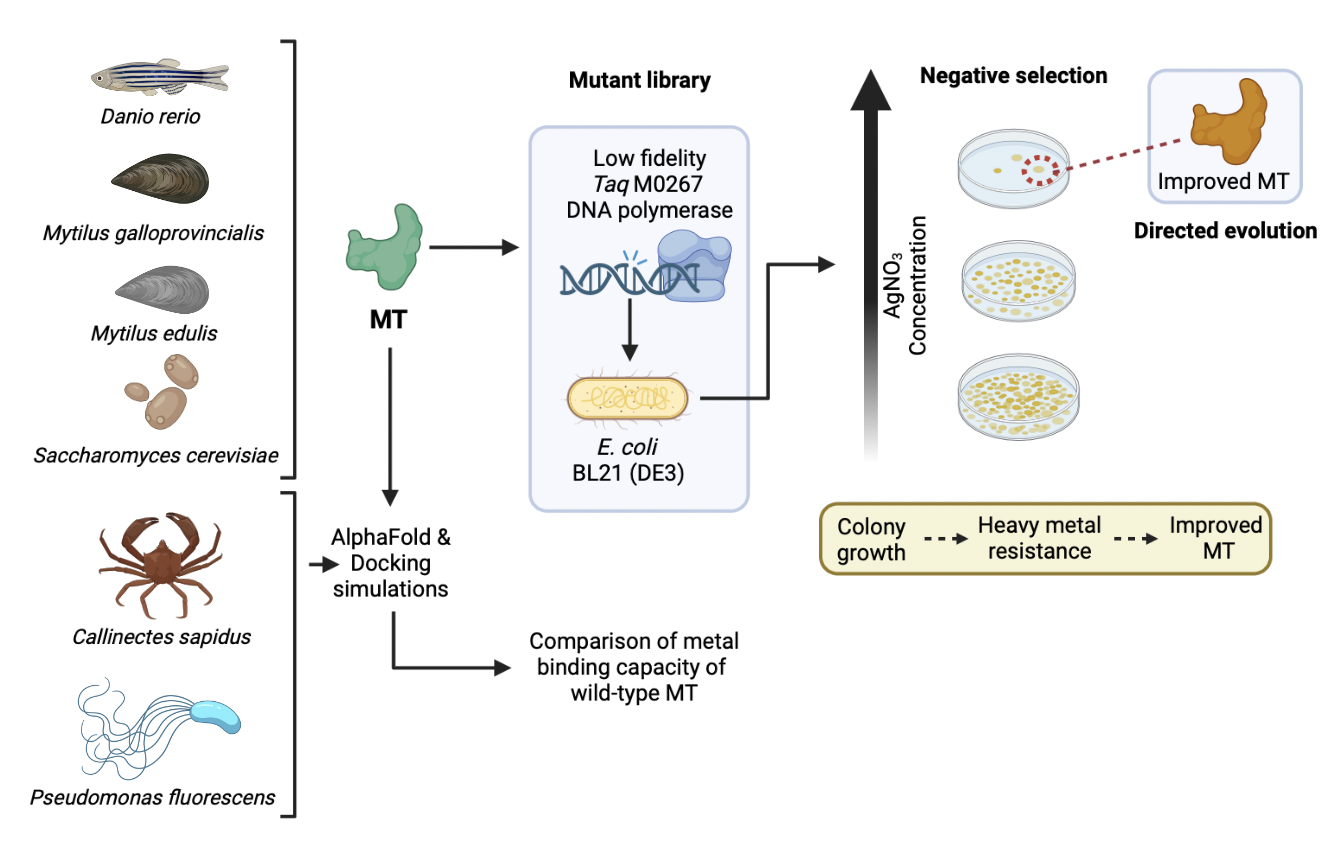 Danio rerio
Mytilus galloprovincialis
Mytilus edulis
Saccharomyces cerevisiae
Callinectes sapidus
Pseudomonas fluorescens
MT
AlphaFold &
Docking
simulations
Comparison of metal
binding capacity of
wild-type MT
Mutant library
Low fidelity
Taq M0267
DNA polymerase
E. coli
BL21 (DE3)
AgNO₃
Concentration
Negative selection
Improved MT
Directed evolution
Colony
growth
Heavy metal
resistance
Improved
MT